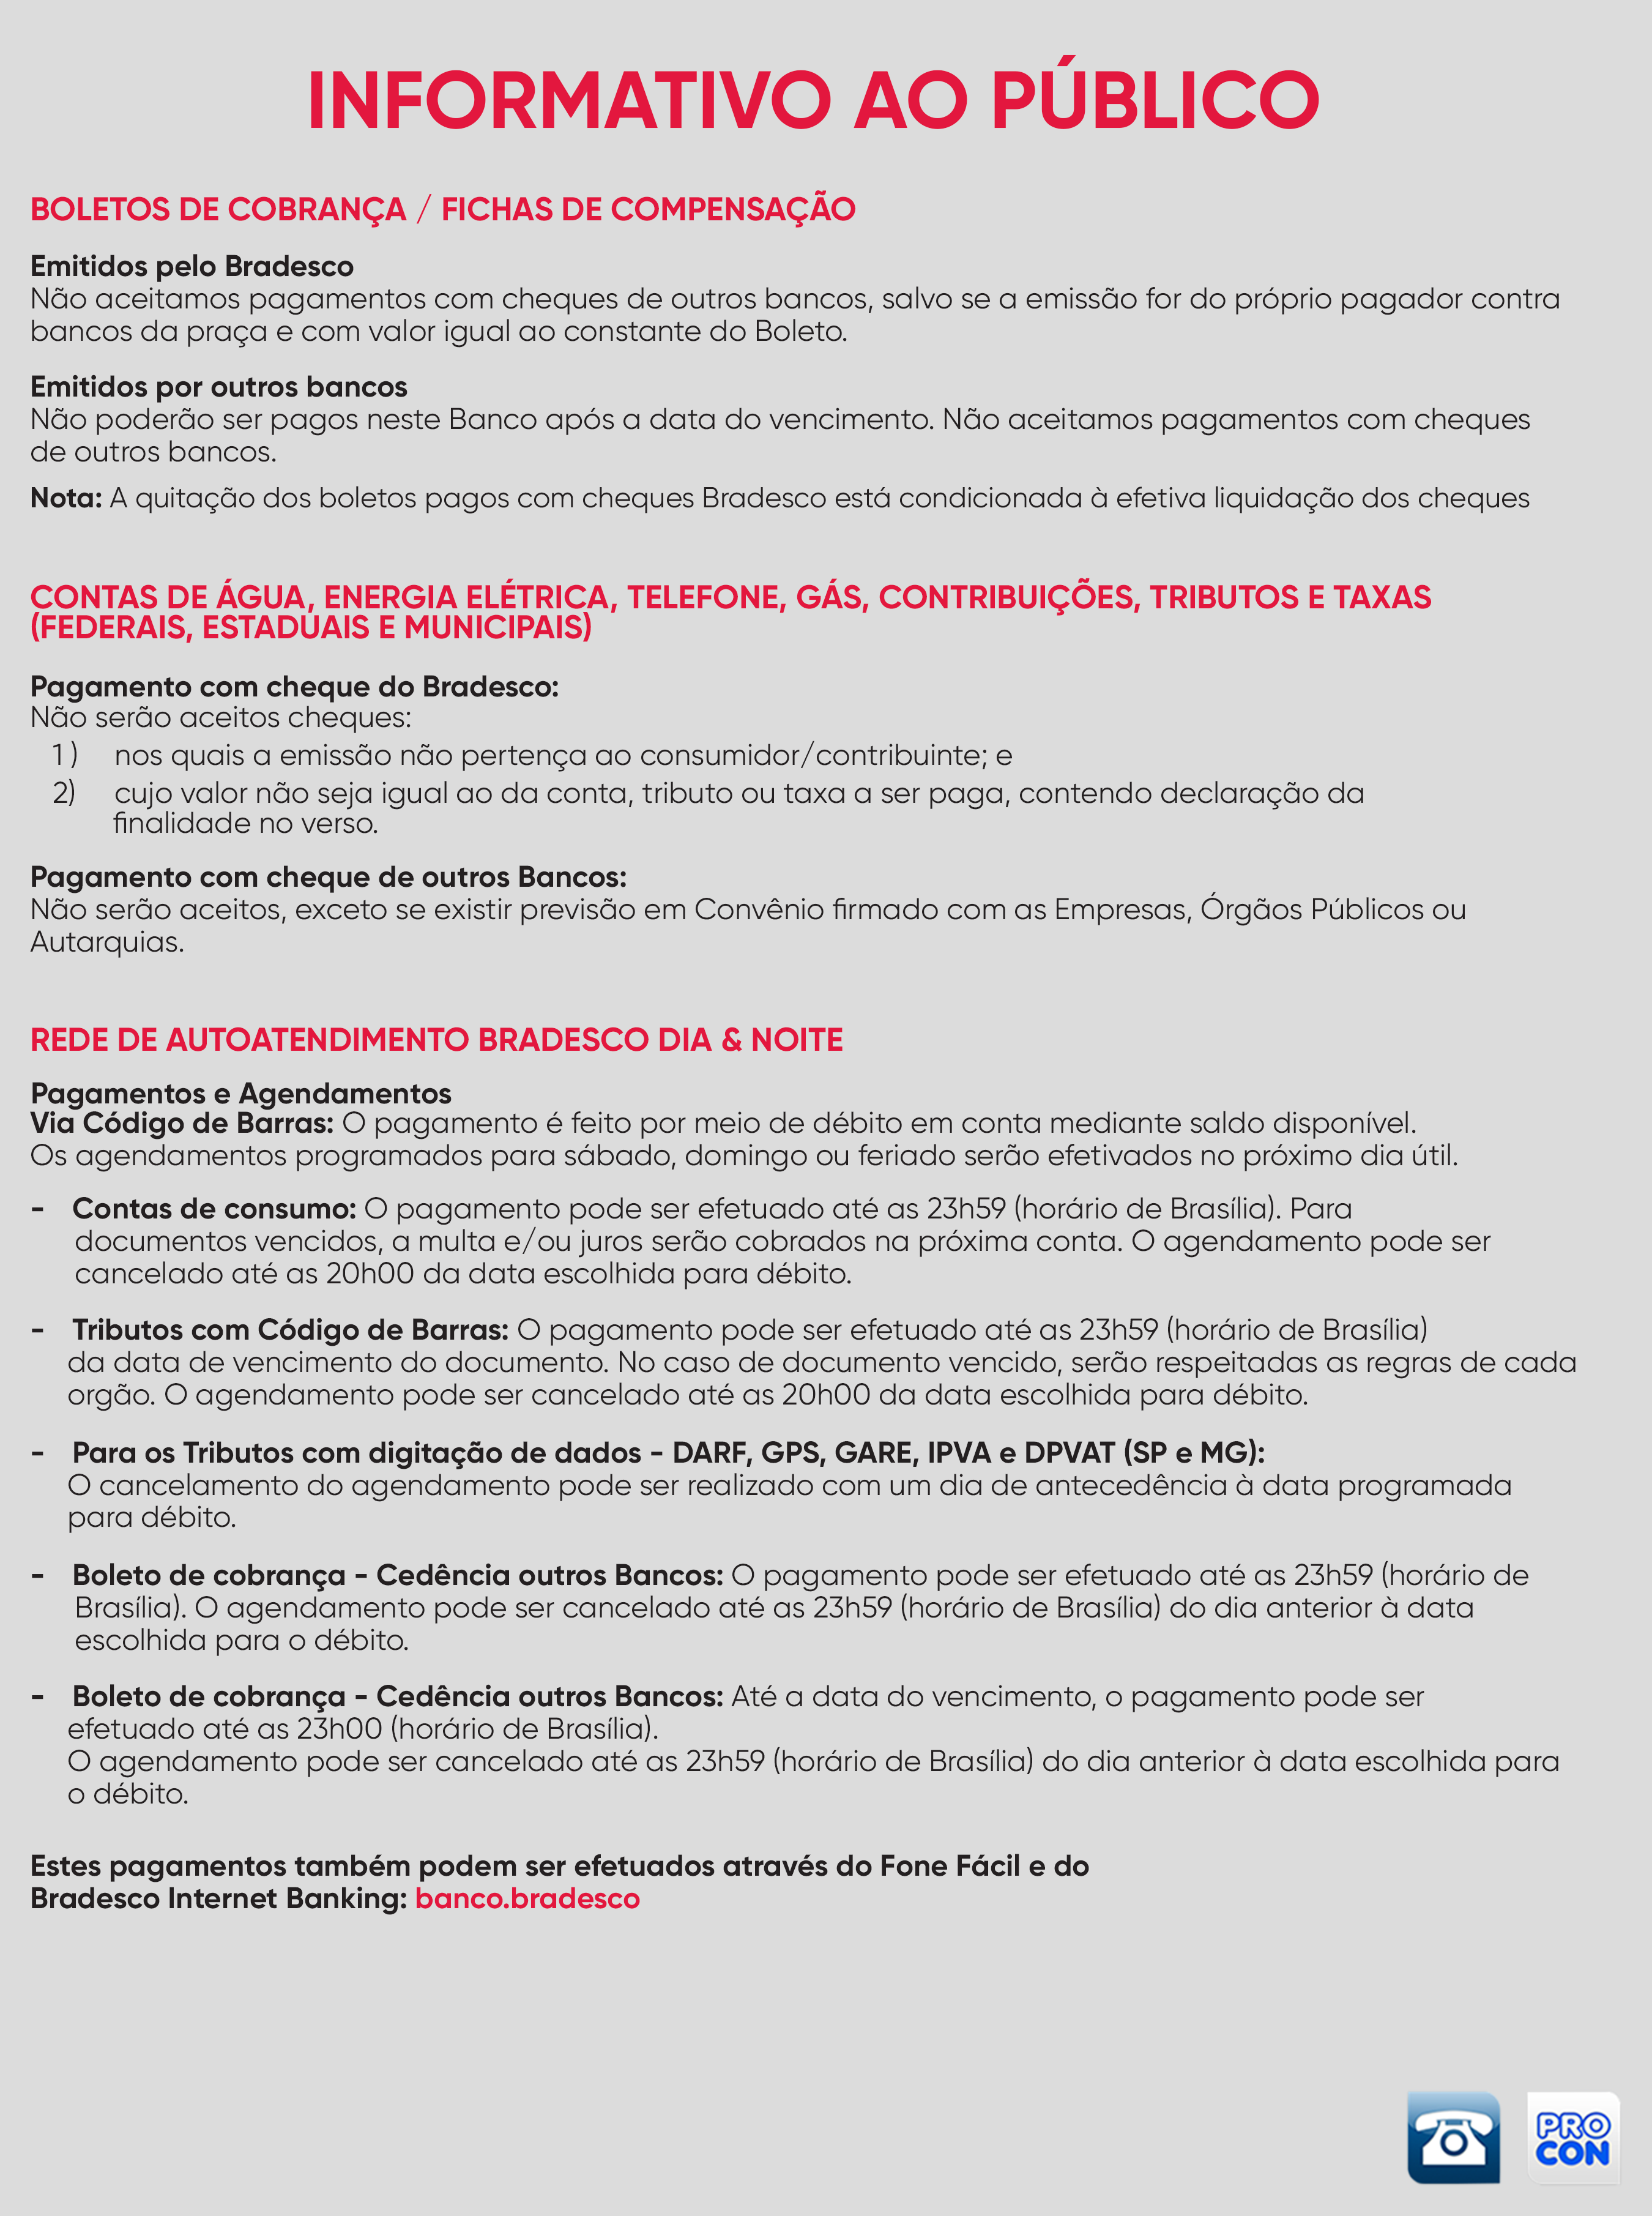 INFORMATIVO AO PÚBLICO
BOLETOS DE COBRANÇA / FICHAS DE COMPENSAÇÃO
Emitidos pelo Bradesco
Não aceitamos pagamentos com cheques de outros bancos, salvo se a emissão for do próprio pagador contra
bancos da praça e com valor igual ao constante do Boleto.
Emitidos por outros bancos
Não poderão ser pagos neste Banco após a data do vencimento. Não aceitamos pagamentos com cheques
de outros bancos.
Nota: A quitação dos boletos pagos com cheques Bradesco está condicionada à efetiva liquidação dos cheques
CONTAS DE ÁGUA, ENERGIA ELÉTRICA, TELEFONE, GÁS, CONTRIBUIÇÕES, TRIBUTOS E TAXAS
(FEDERAIS, ESTADUAIS E MUNICIPAIS)
Pagamento com cheque do Bradesco:
Não serão aceitos cheques:
1) nos quais a emissão não pertença ao consumidor/contribuinte; e
2) cujo valor não seja igual ao da conta, tributo ou taxa a ser paga, contendo declaração da
finalidade no verso.
Pagamento com cheque de outros Bancos:
Não serão aceitos, exceto se existir previsão em Convênio firmado com as Empresas, Órgãos Públicos ou
Autarquias.
REDE DE AUTOATENDIMENTO BRADESCO DIA & NOITE
Pagamentos e Agendamentos
Via Código de Barras: O pagamento é feito por meio de débito em conta mediante saldo disponível.
Os agendamentos programados para sábado, domingo ou feriado serão efetivados no próximo dia útil.
- Contas de consumo: O pagamento pode ser efetuado até as 23h59 (horário de Brasília). Para
documentos vencidos, a multa e/ou juros serão cobrados na próxima conta. O agendamento pode ser
cancelado até as 20h00 da data escolhida para débito.
- Tributos com Código de Barras: O pagamento pode ser efetuado até as 23h59 (horário de Brasília)
da data de vencimento do documento. No caso de documento vencido, serão respeitadas as regras de cada
orgão. O agendamento pode ser cancelado até as 20h00 da data escolhida para débito.
- Para os Tributos com digitação de dados - DARF, GPS, GARE, IPVA e DPVAT (SP e MG):
O cancelamento do agendamento pode ser realizado com um dia de antecedência à data programada
para débito.
- Boleto de cobrança - Cedência outros Bancos: O pagamento pode ser efetuado até as 23h59 (horário de
Brasília). O agendamento pode ser cancelado até as 23h59 (horário de Brasília) do dia anterior à data
escolhida para o débito.
- Boleto de cobrança - Cedência outros Bancos: Até a data do vencimento, o pagamento pode ser
efetuado até as 23h00 (horário de Brasília).
O agendamento pode ser cancelado até as 23h59 (horário de Brasília) do dia anterior à data escolhida para
o débito.
Estes pagamentos também podem ser efetuados através do Fone Fácil e do
Bradesco Internet Banking: banco.bradesco
PRO
CON